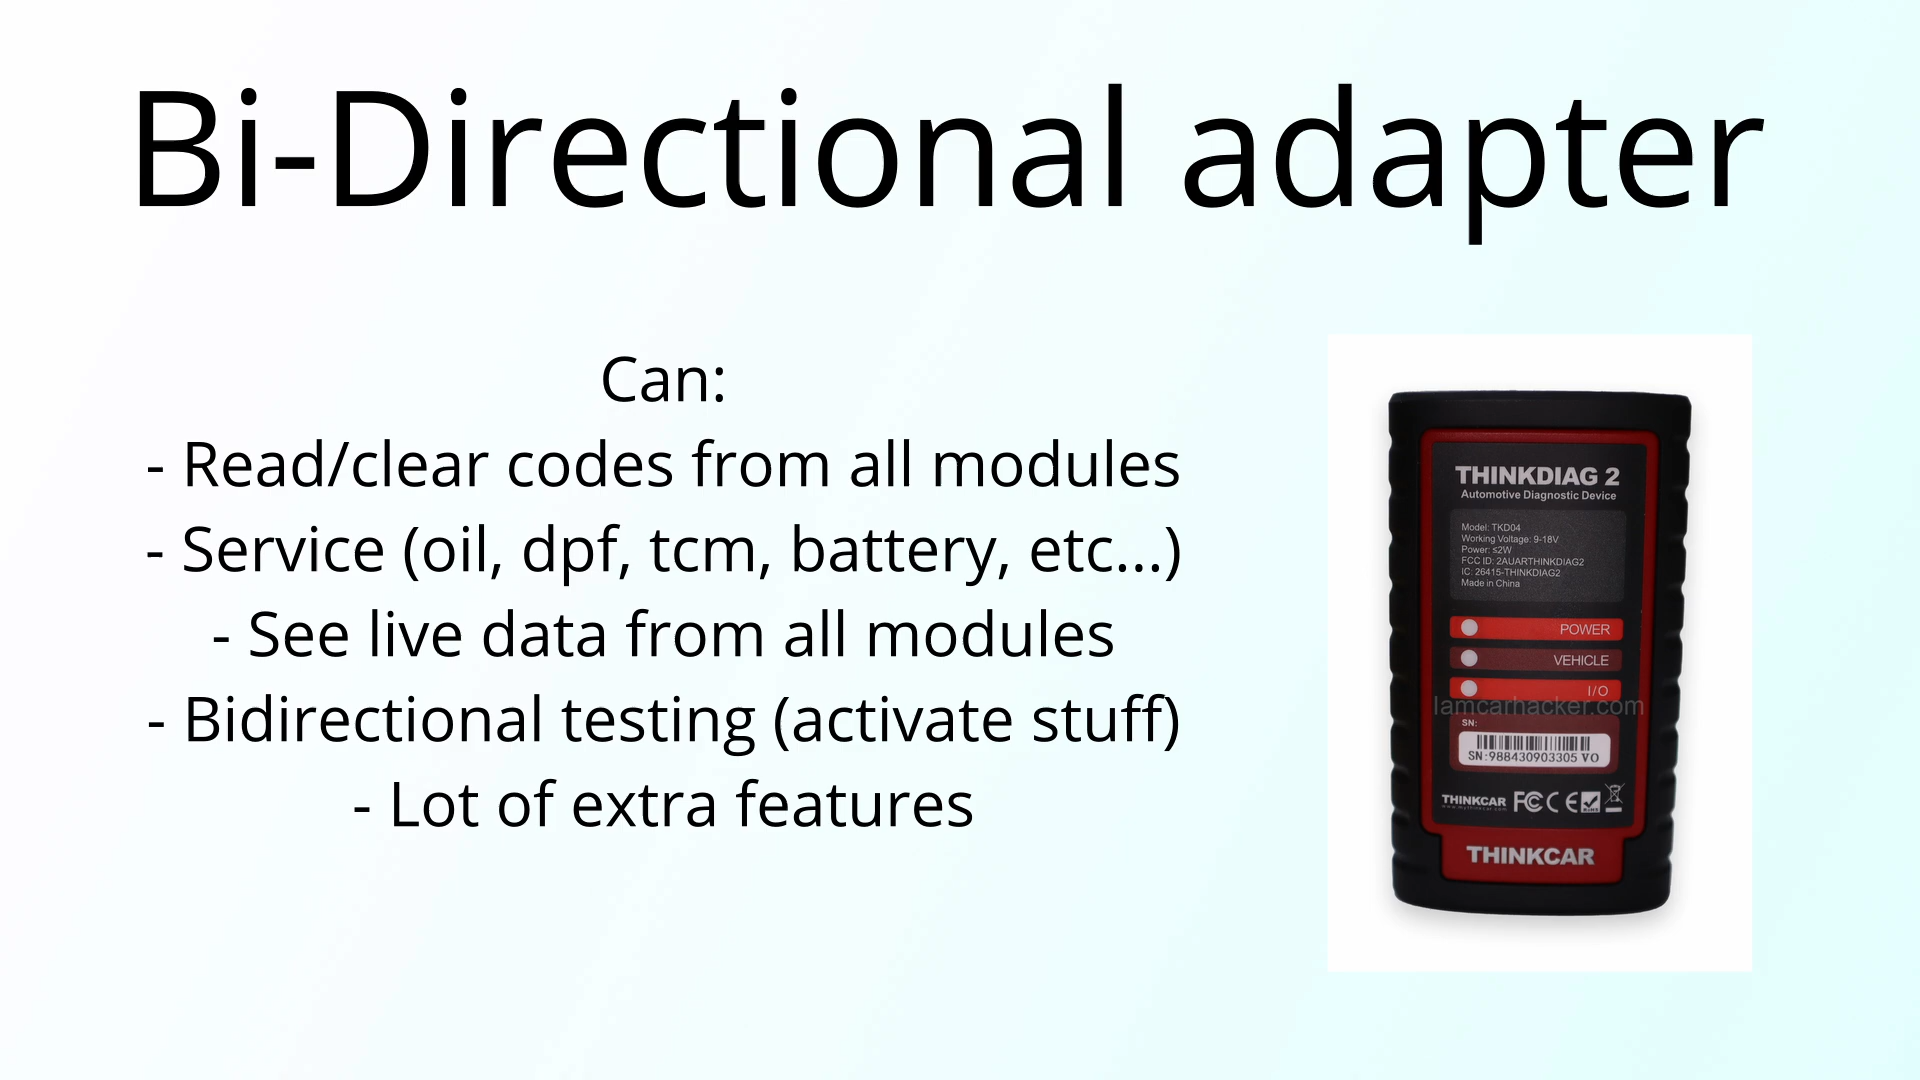 Bi-Directional adapter
Can:
- Read/clear codes from all modules
- Service (oil, dpf, tcm, battery, etc...)
- See live data from all modules
- Bidirectional testing (activate stuff)
- Lot of extra features
THINKDIAG 2
Automotive Diagnostic Device
Model: TKD04
Working Voltage: 9-18V
Power: ≤2W
FCC ID: 2AUARTHINKDIAG2
IC: 26415-THINKDIAG2
Made in China
POWER
VEHICLE
I/O
Iamcarhacker.com
SN:
SN:988430903305 V0
THINKCAR FC CE
THINKCAR